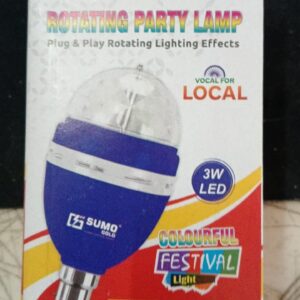 ROTATING PARTY LAMP
Plug & Play Rotating Lighting Effects
VOCAL FOR
LOCAL
3W
LED
SUMO
GOLD
COLOURFUL
FESTIVAL
Light